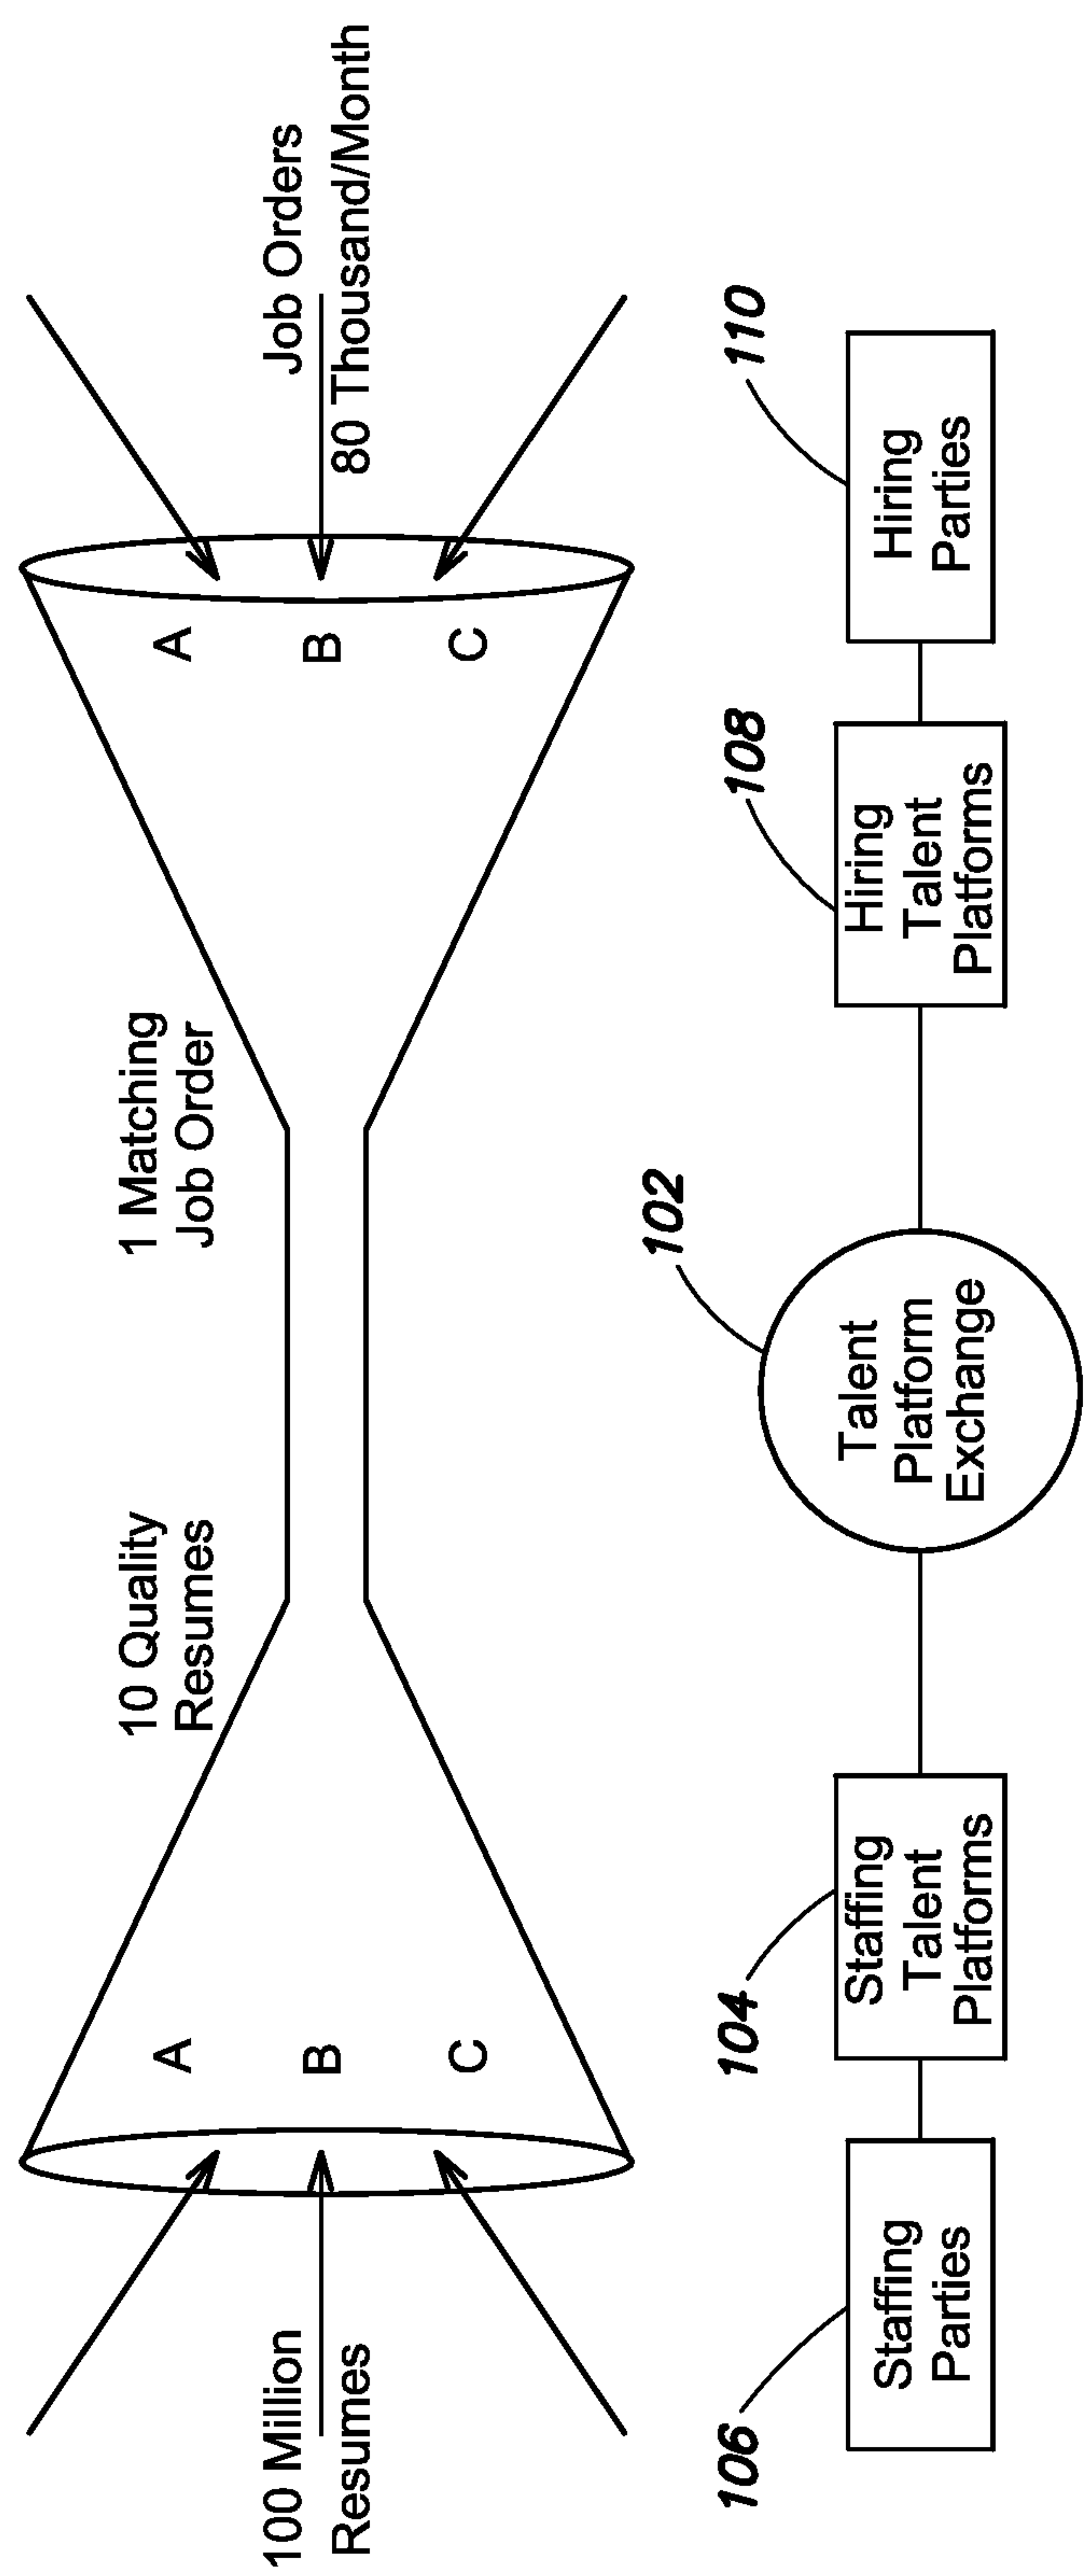 100 Million
Resumes
A
B
C
10 Quality
Resumes
1 Matching
Job Order
A
B
C
Job Orders
80 Thousand/Month
106
Staffing
Parties
104
Staffing
Talent
Platforms
102
Talent
Platform
Exchange
108
Hiring
Talent
Platforms
110
Hiring
Parties